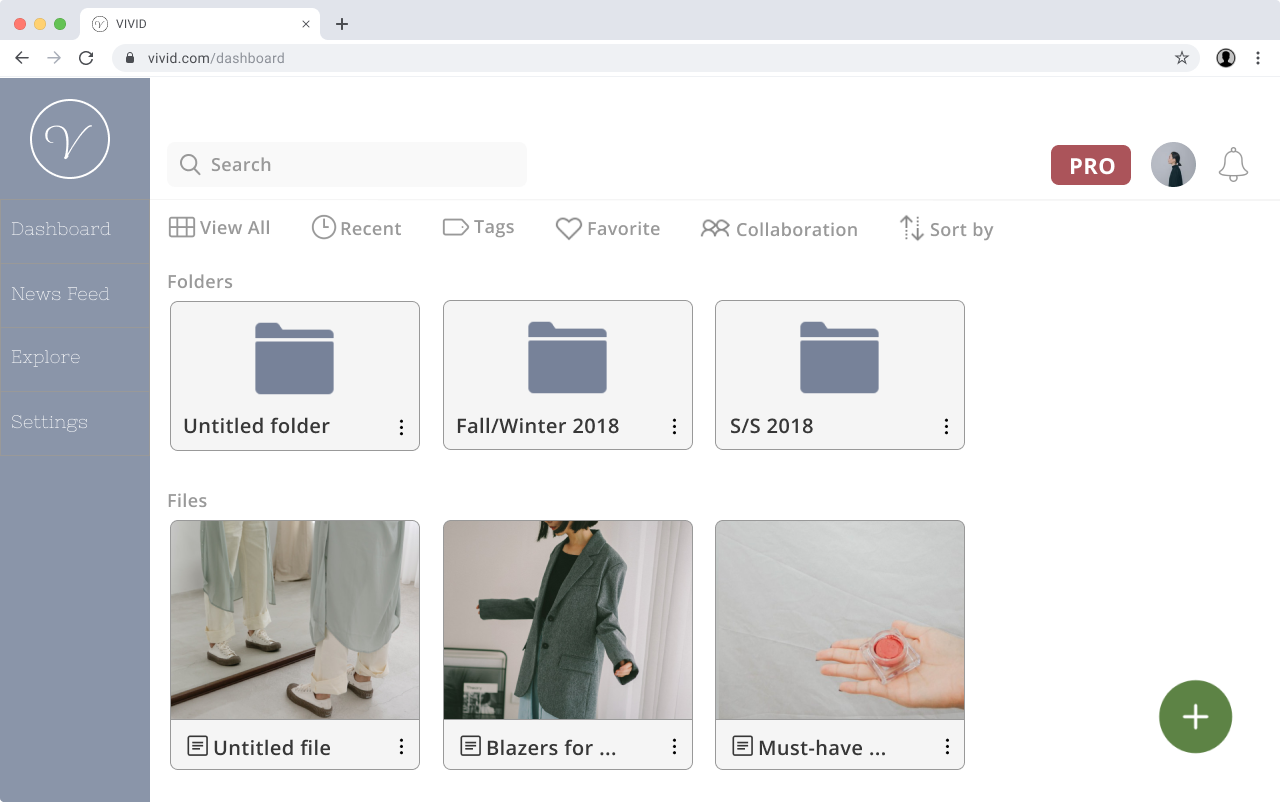 VIVID
vivid.com/dashboard
V
Search
PRO
Dashboard
News Feed
Explore
Settings
View All
Recent
Tags
Favorite
Collaboration
Sort by
Folders
Untitled folder
Fall/Winter 2018
S/S 2018
Files
Untitled file
Blazers for ...
Must-have ...